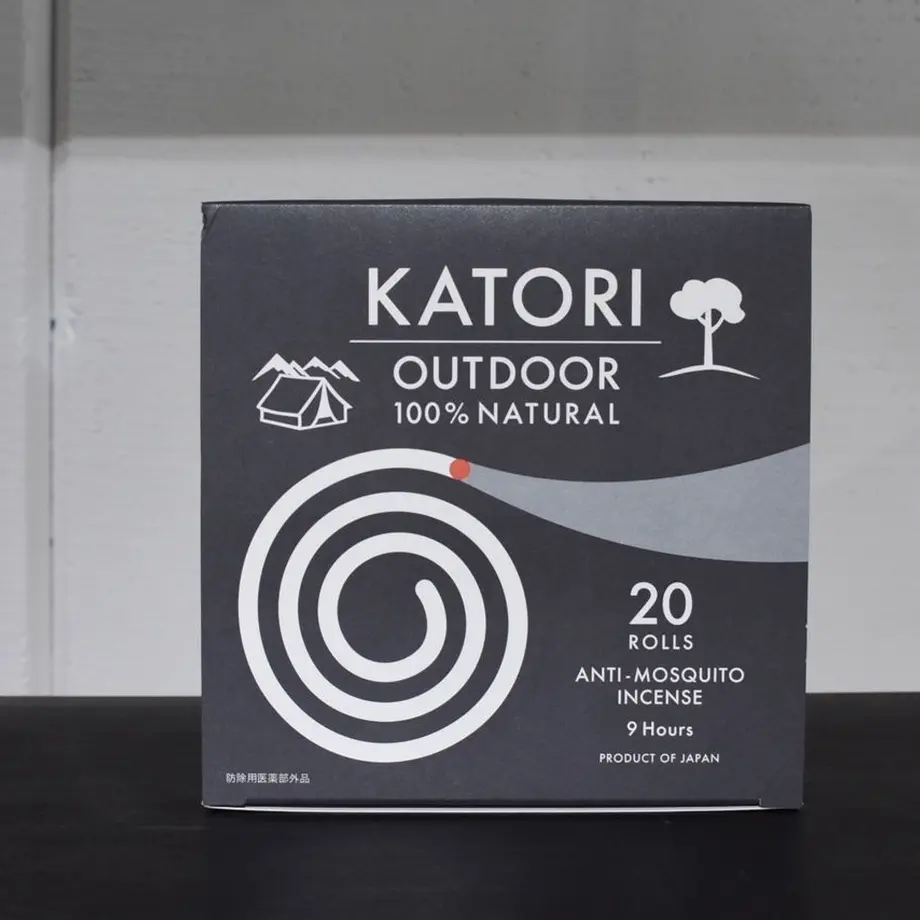 KATORI
OUTDOOR
100% NATURAL
20
ROLLS
ANTI-MOSQUITO
INCENSE
9 Hours
PRODUCT OF JAPAN
防除用医薬部外品